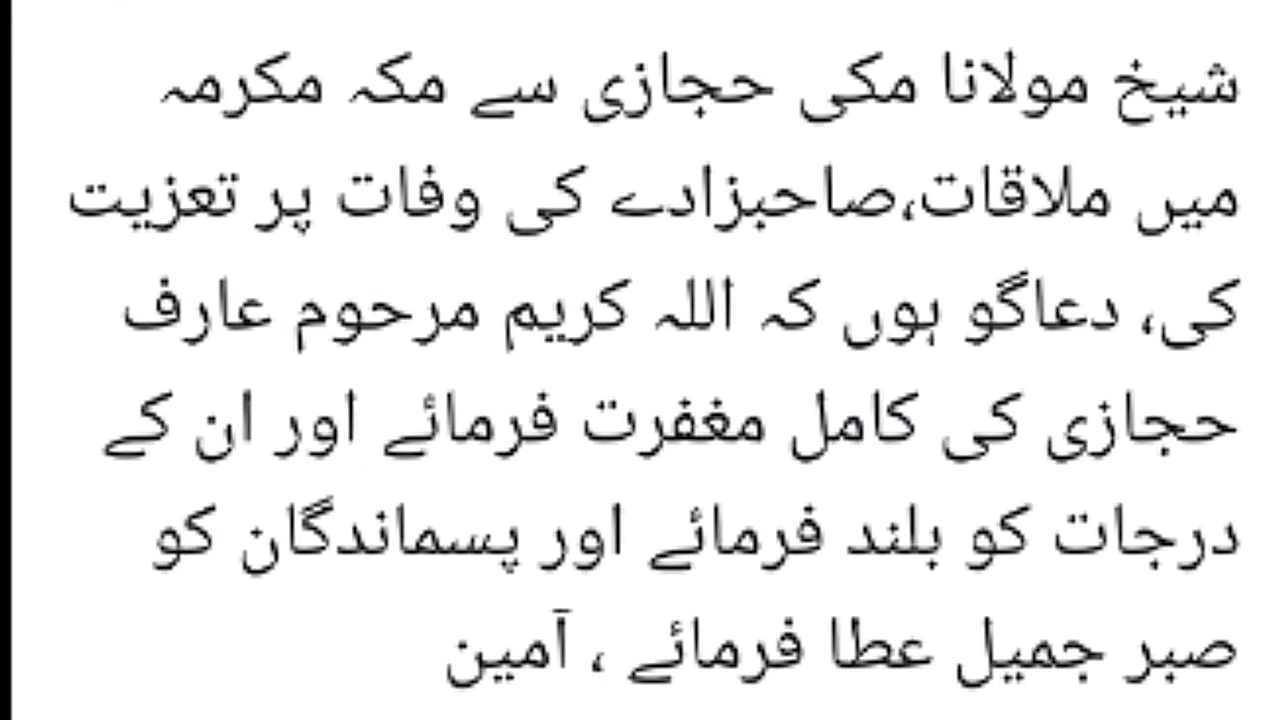 شیخ مولانا مکی حجازی سے مکہ مکرمہ
میں ملاقات،صاحبزادے کی وفات پر تعزیت
کی، دعاگو ہوں کہ اللہ کریم مرحوم عارف
حجازی کی کامل مغفرت فرمائے اور ان کے
درجات کو بلند فرمائے اور پسماندگان کو
صبر جمیل عطا فرمائے ، آمین